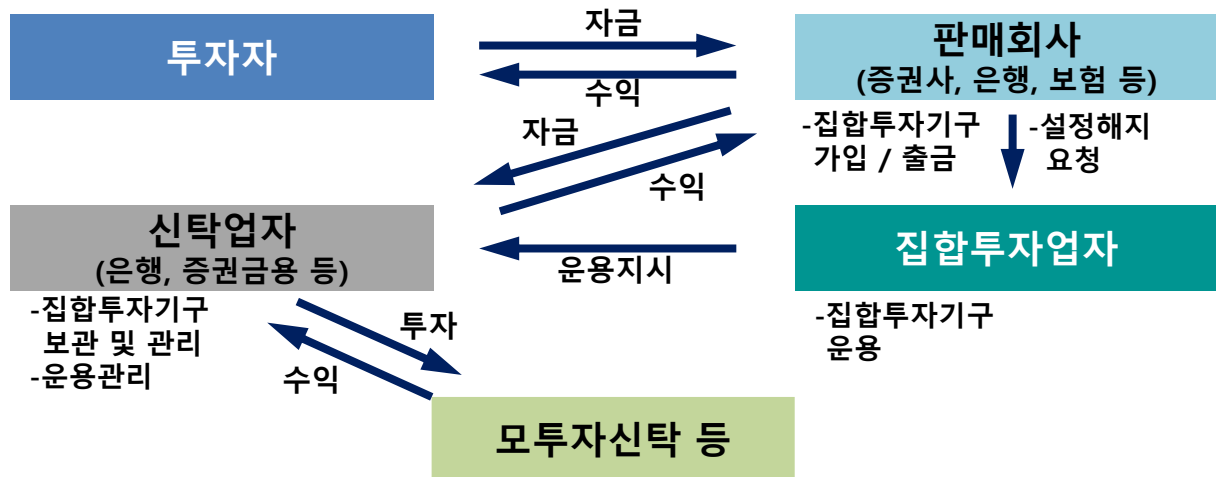 투자자
자금
수익
판매회사
(증권사, 은행, 보험 등)
-집합투자기구
가입 / 출금
-설정해지
요청
자금
수익
신탁업자
(은행, 증권금용 등)
-집합투자기구
보관 및 관리
-운용관리
운용지시
집합투자업자
-집합투자기구
운용
투자
수익
모투자신탁 등